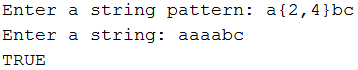 Enter a string pattern: a{2,4}bc
Enter a string: aaaabc
TRUE